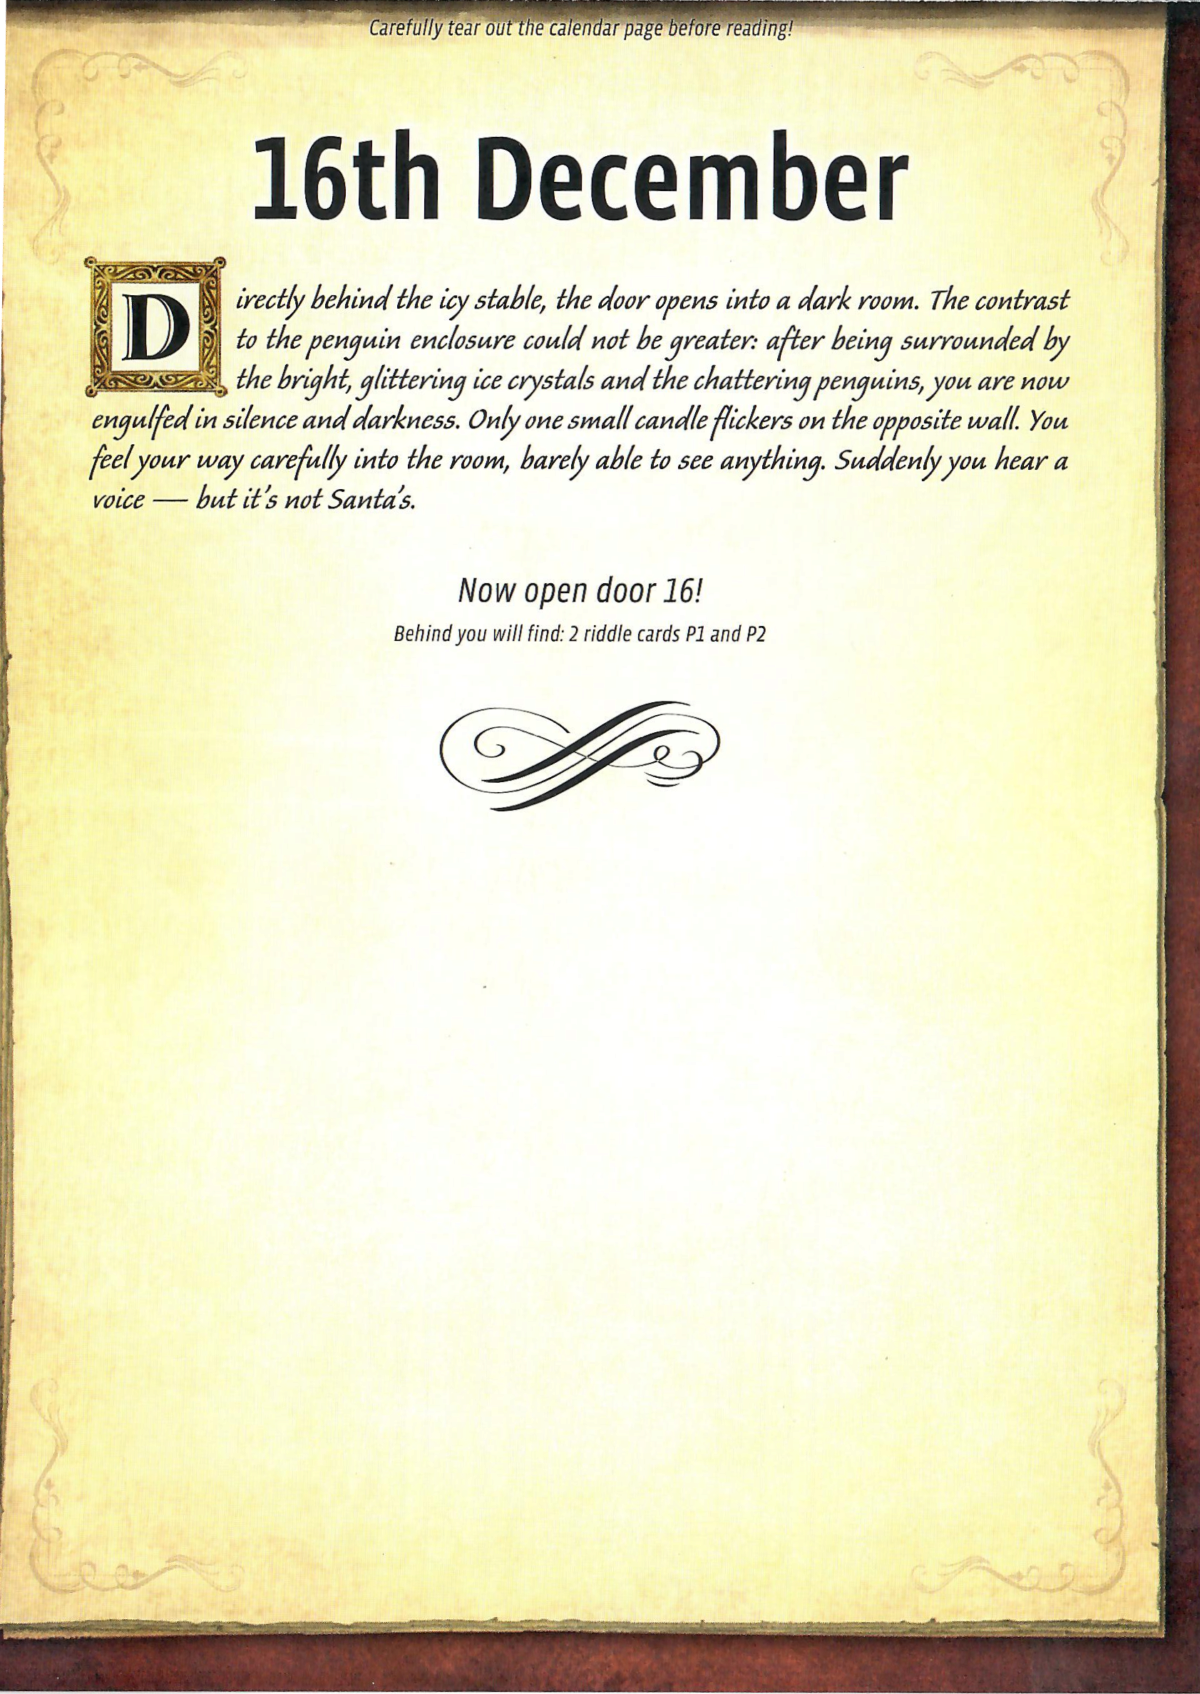 Carefully tear out the calendar page before reading!
16th December
Directly behind the icy stable, the door opens into a dark room. The contrast
to the penguin enclosure could not be greater: after being surrounded by
the bright, glittering ice crystals and the chattering penguins, you are now
engulfed in silence and darkness. Only one small candle flickers on the opposite wall. You
feel your way carefully into the room, barely able to see anything. Suddenly you hear a
voice — but it's not Santa's.
Now open door 16!
Behind you will find: 2 riddle cards P1 and P2